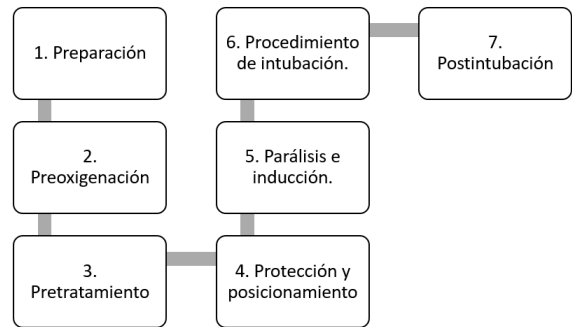 1. Preparación
2.
Preoxigenación
3.
Pretratamiento
4. Protección y
posicionamiento
5. Parálisis e
inducción.
6. Procedimiento
de intubación.
7.
Postintubación